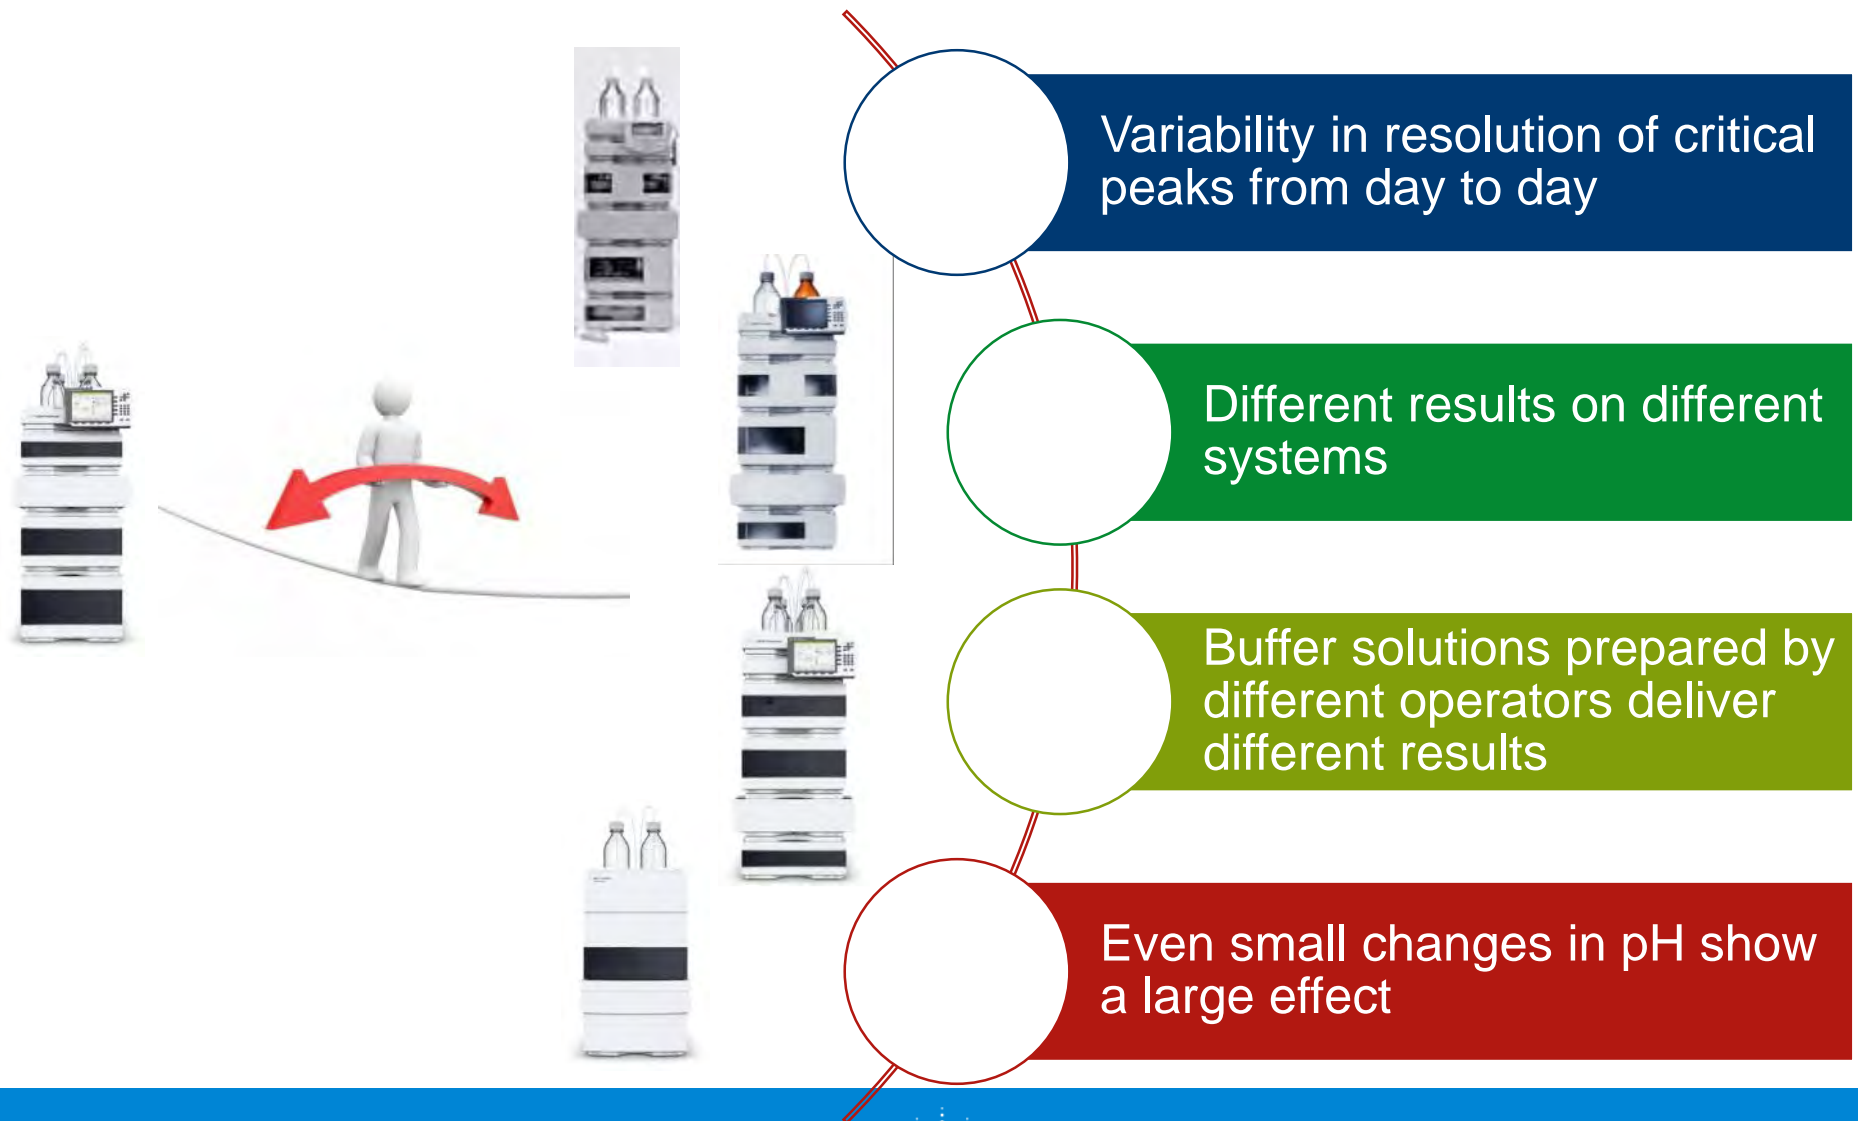 Variability in resolution of critical
peaks from day to day
Different results on different
systems
Buffer solutions prepared by
different operators deliver
different results
Even small changes in pH show
a large effect